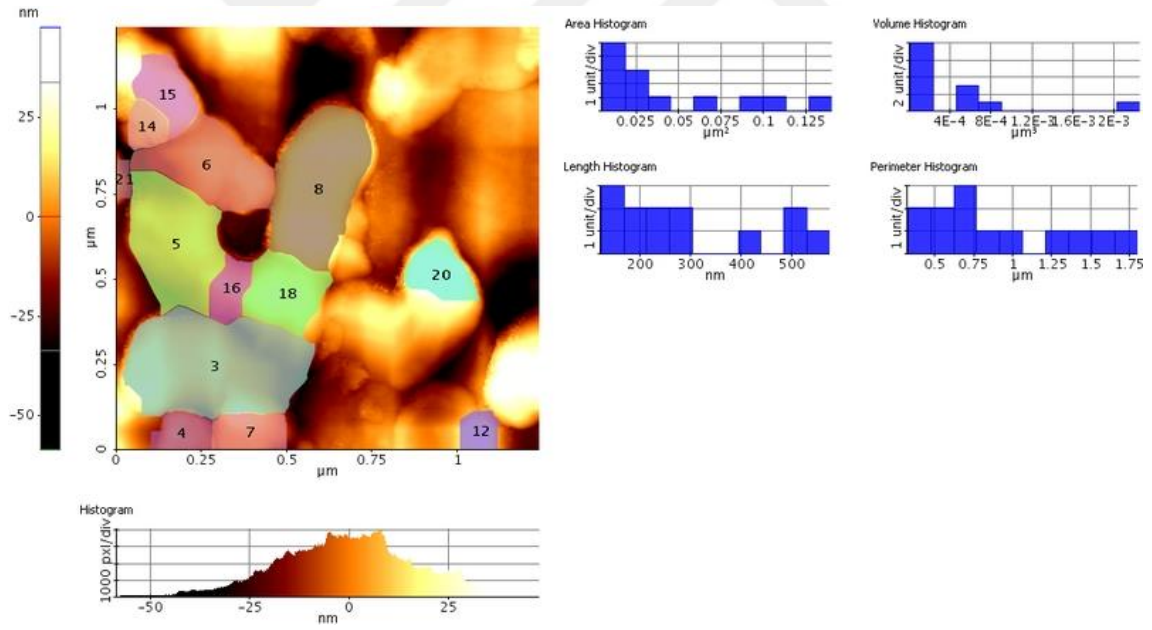 nm
25
0
−25
−50
1
0.75
µm
0.5
0.25
0
15
14
6
21
8
5
20
16
18
3
4
7
12
0
0.25
0.5
0.75
1
µm
Area Histogram
1 unit/div
0.025
0.05
0.075
0.1
0.125
µm²
Volume Histogram
2 unit/div
4E−4
8E−4
1.2E−3
1.6E−3
2E−3
µm³
Length Histogram
1 unit/div
200
300
400
500
nm
Perimeter Histogram
1 unit/div
0.5
0.75
1
1.25
1.5
1.75
µm
Histogram
1000 pxl/div
−50
−25
0
25
nm